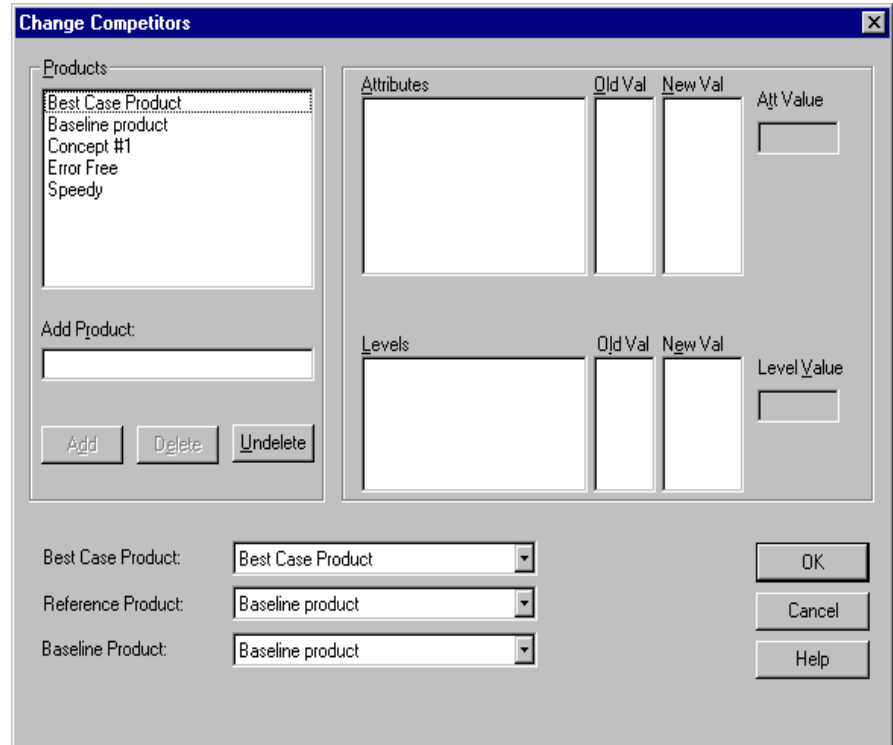 Change Competitors
Products
Best Case Product
Baseline product
Concept #1
Error Free
Speedy
Add Product:
Add Delete Undelete
Attributes Old Val New Val
Att Value
Levels Old Val New Val
Level Value
Best Case Product: Best Case Product
Reference Product: Baseline product
Baseline Product: Baseline product
OK
Cancel
Help